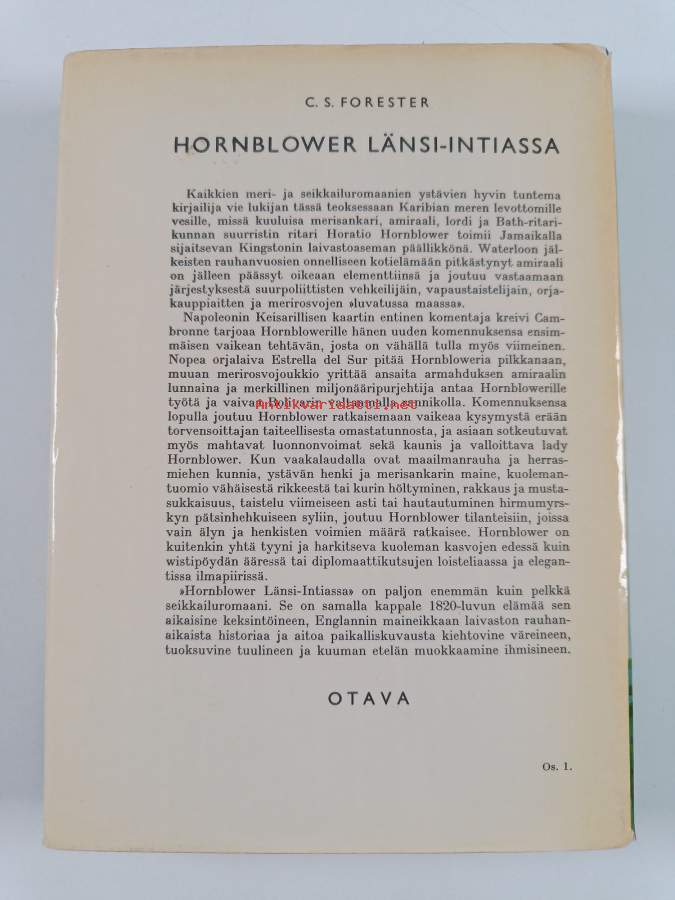 C. S. FORESTER
HORNBLOWER LÄNSI-INTIASSA
Kaikkien meri- ja seikkailuromaanien ystävien hyvin tuntema
kirjailija vie lukijan tässä teoksessaan Karibian meren levottomille
vesille, missä kuuluisa merisankari, amiraali, lordi ja Bath-ritari-
kunnan suurristin ritari Horatio Hornblower toimii Jamaikalla
sijaitsevan Kingstonin laivastoaseman päällikkönä. Waterloon jäl-
keisten rauhanvuosien onnelliseen kotielämään pitkästynyt amiraali
on jälleen päässyt oikeaan elementtiinsä ja joutuu vastaamaan
järjestyksestä suurpoliittisten vehkeilijäin, vapaustaistelijain, orja-
kauppiaitten ja merirosvojen »luvatussa maassa».
Napoleonin Keisarillisen kaartin entinen komentaja kreivi Cam-
bronne tarjoaa Hornblowerille hänen uuden komennuksensa ensim-
mäisen vaikean tehtävän, josta on vähällä tulla myös viimeinen.
Nopea orjalaiva Estrella del Sur pitää Hornbloweria pilkkanaan,
muuan merirosvojoukkio yrittää ansaita armahduksen amiraalin
lunnaina ja merkillinen miljonääripurjehtija antaa Hornblowerille
työtä ja vaivaa Bolivarin valtaamalla rannikolla. Komennuksensa
Antikvariaatti.net
lopulla joutuu Hornblower ratkaisemaan vaikeaa kysymystä erään
torvensoittajan taiteellisesta omastatunnosta, ja asiaan sotkeutuvat
myös mahtavat luonnonvoimat sekä kaunis ja valloittava lady
Hornblower. Kun vaakalaudalla ovat maailmanrauha ja herras-
miehen kunnia, ystävän henki ja merisankarin maine, kuoleman-
tuomio vähäisestä rikkeestä tai kurin höltyminen, rakkaus ja musta-
sukkaisuus, taistelu viimeiseen asti tai hautautuminen hirmumyrs-
kyn pätsinhehkuiseen syliin, joutuu Hornblower tilanteisiin, joissa
vain älyn ja henkisten voimien määrä ratkaisee. Hornblower on
kuitenkin yhtä tyyni ja harkitseva kuoleman kasvojen edessä kuin
wistipöydän ääressä tai diplomaattikutsujen loisteliaassa ja elegan-
tissa ilmapiirissä.
»Hornblower Länsi-Intiassa» on paljon enemmän kuin pelkkä
seikkailuromaani. Se on samalla kappale 1820-luvun elämää sen
aikaisine keksintöineen, Englannin maineikkaan laivaston rauhan-
aikaista historiaa ja aitoa paikalliskuvausta kiehtovine väreineen,
tuoksuvine tuulineen ja kuuman etelän muokkaamine ihmisineen.
OTAVA
Os. 1.